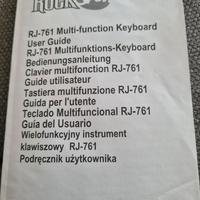 ROCK
RJ-761 Multi-function Keyboard
User Guide
RJ-761 Multifunktions-Keyboard
Bedienungsanleitung
Clavier multifonction RJ-761
Guide utilisateur
Tastiera multifunzione RJ-761
Guida per l'utente
Teclado Multifuncional RJ-761
Guía del Usuario
Wielofunkcyjny instrument
klawiszowy RJ-761
Podręcznik użytkownika